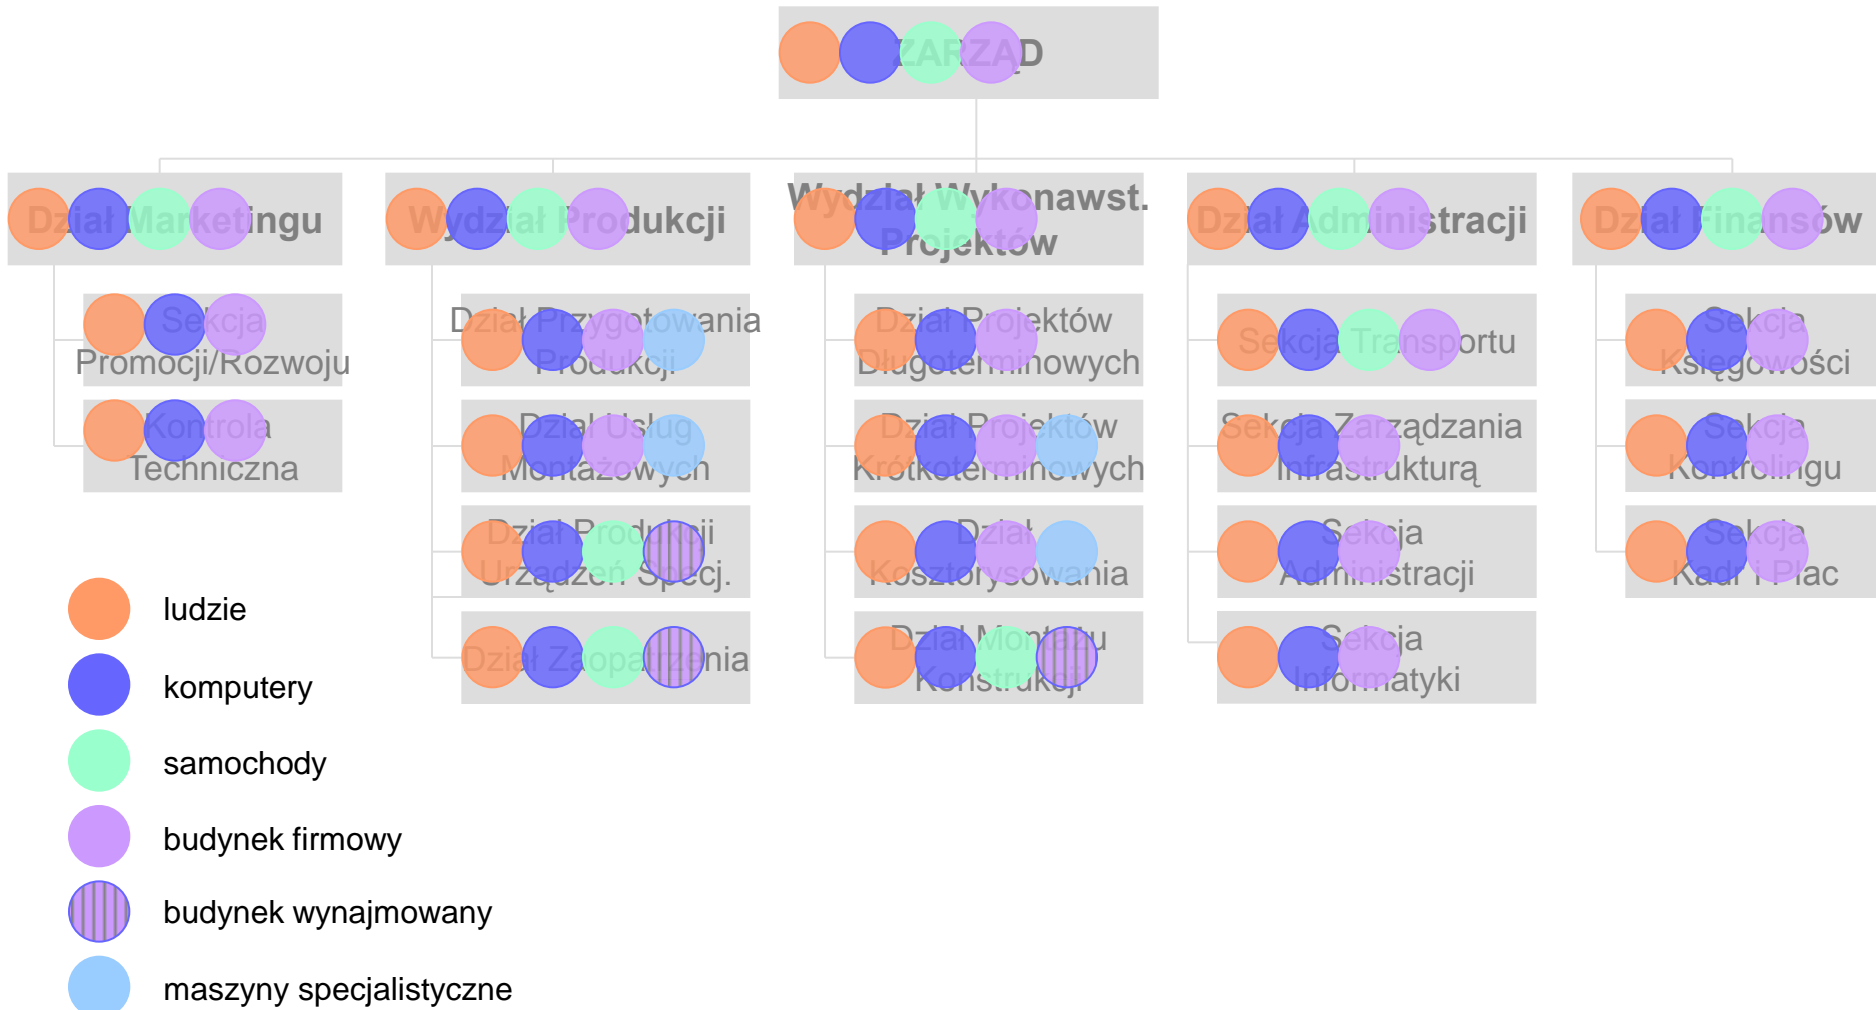 ZARZĄD
Dział Marketingu
Wydział Produkcji
Wydział Wykonawst.
Projektów
Dział Administracji
Dział Finansów
Sekcja
Promocji/Rozwoju
Kontrola
Techniczna
Dział Przygotowania
Produkcji
Dział Usług
Montażowych
Dział Produkcji
Urządzeń Specj.
Dział Zaopatrzenia
Dział Projektów
Długoterminowych
Dział Projektów
Krótkoterminowych
Dział
Kosztorysowania
Dział Montażu
Konstrukcji
Sekcja Transportu
Sekcja Zarządzania
Infrastrukturą
Sekcja
Administracji
Sekcja
Informatyki
Sekcja
Księgowości
Sekcja
Kontrolingu
Sekcja
Kadr i Płac
ludzie
komputery
samochody
budynek firmowy
budynek wynajmowany
maszyny specjalistyczne